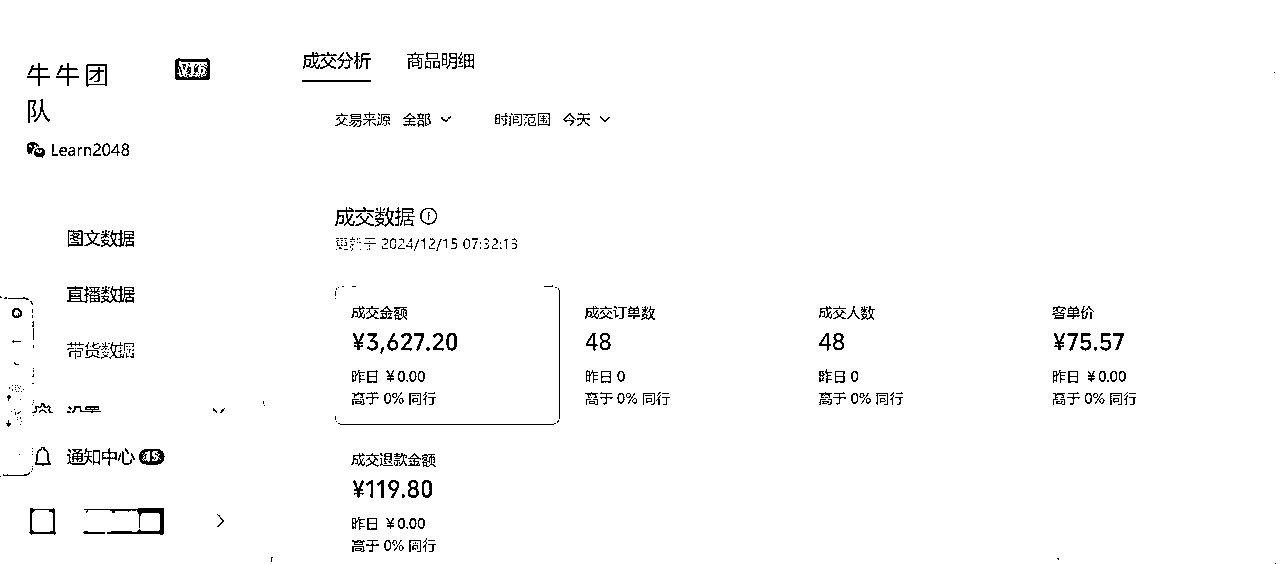 牛牛团
队
Learn2048
图文数据
直播数据
带货数据
通知中心 45
成交分析 商品明细
交易来源 全部 时间范围 今天
成交数据
更新于 2024/12/15 07:32:13
成交金额 成交订单数 成交人数 客单价
¥3,627.20 48 48 ¥75.57
昨日 ¥0.00 昨日 0 昨日 0 昨日 ¥0.00
高于 0% 同行 高于 0% 同行 高于 0% 同行 高于 0% 同行
成交退款金额
¥119.80
昨日 ¥0.00
高于 0% 同行